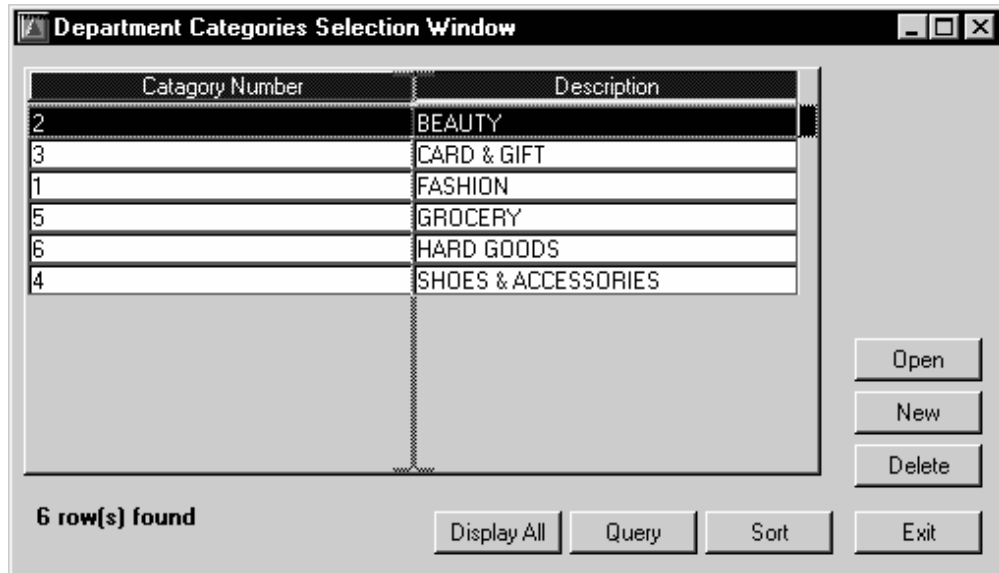 Department Categories Selection Window
Catagory Number Description
2 BEAUTY
3 CARD & GIFT
1 FASHION
5 GROCERY
6 HARD GOODS
4 SHOES & ACCESSORIES
Open
New
Delete
6 row(s) found
Display All Query Sort Exit